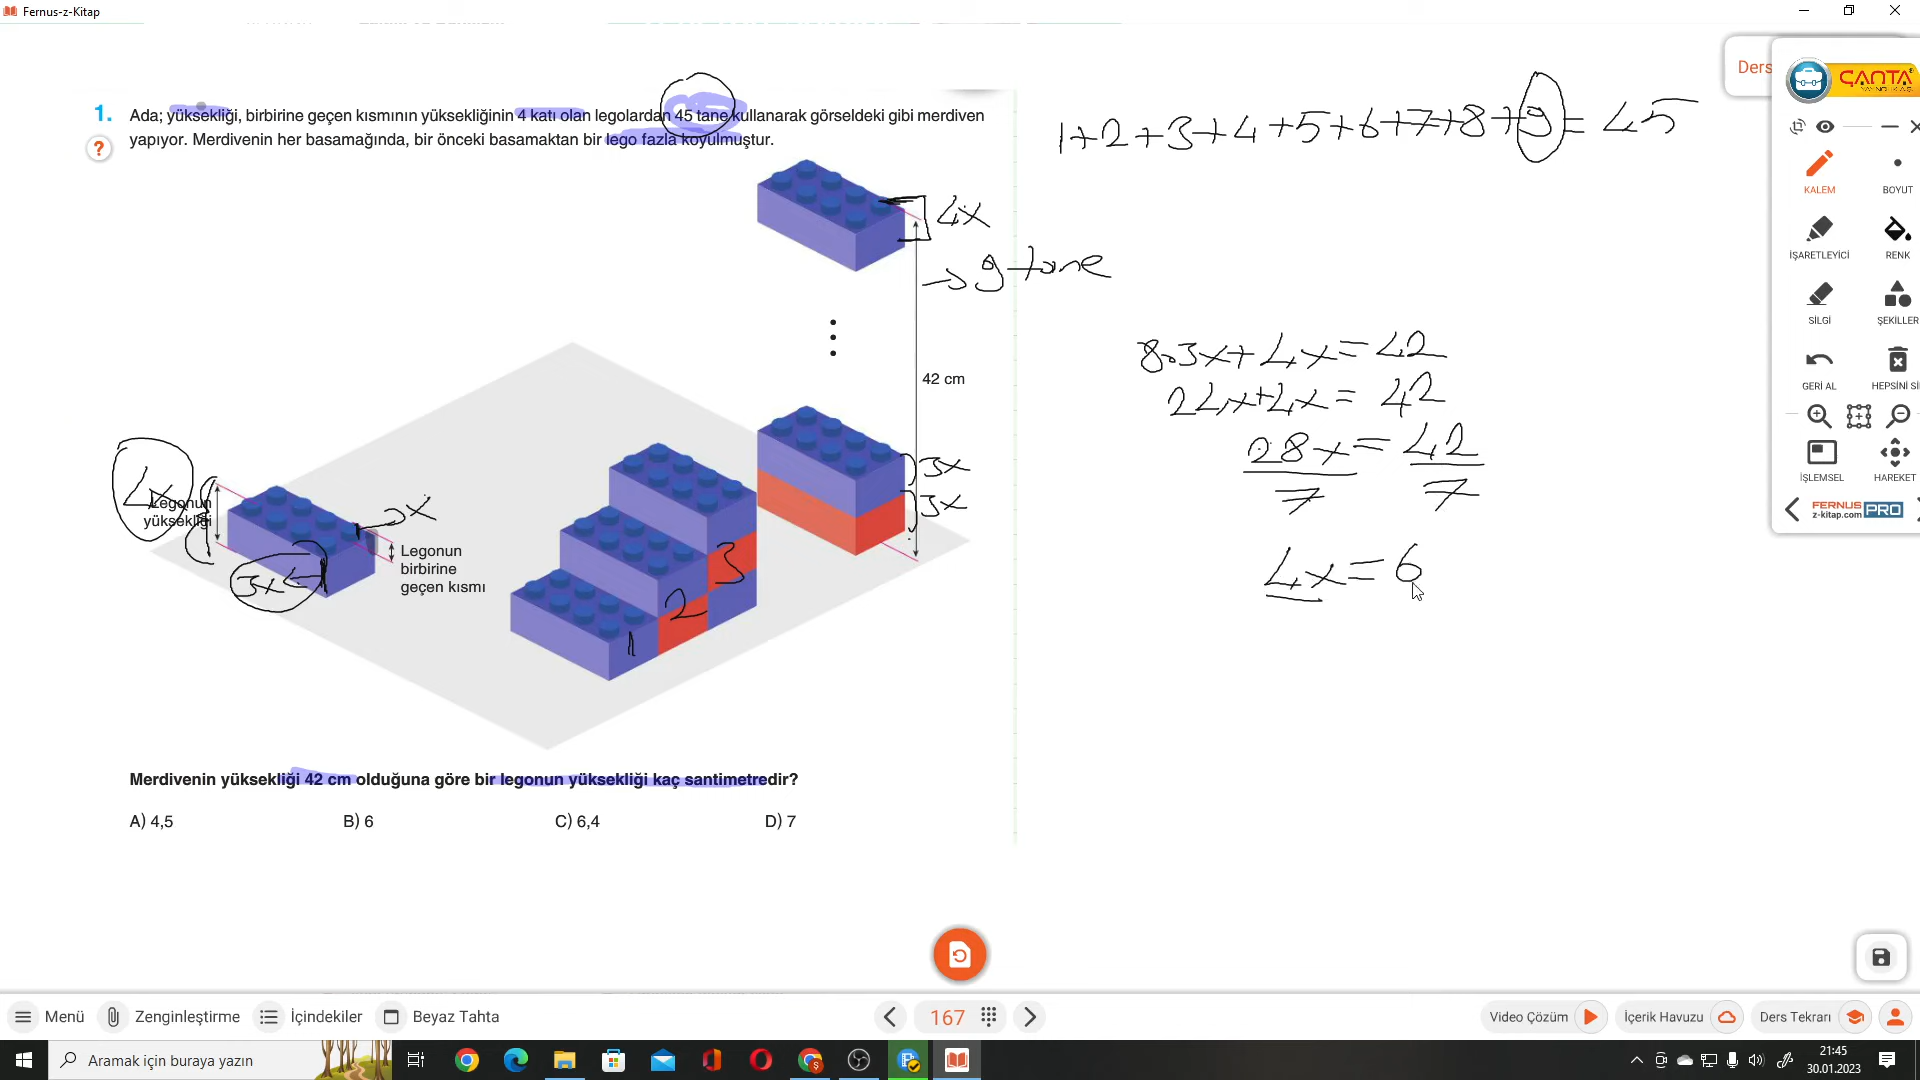 Fernus-z-Kitap
1. Ada; yüksekliği, birbirine geçen kısmının yüksekliğinin 4 katı olan legolardan 45 tane kullanarak görseldeki gibi merdiven
yapıyor. Merdivenin her basamağında, bir önceki basamaktan bir lego fazla koyulmuştur.
?
1+2+3+4+5+6+7+8+9=45
4x
→ 9 tane
42 cm
8.3x+4x=42
24x+4x=42
28x=42
7 7
4x=6
3x
3x
4x
Legonun
yüksekliği
x
3x
Legonun
birbirine
geçen kısmı
1
2
3
Merdivenin yüksekliği 42 cm olduğuna göre bir legonun yüksekliği kaç santimetredir?
A) 4,5 B) 6 C) 6,4 D) 7
Ders
ÇANTA
KALEM BOYUT
İŞARETLEYİCİ RENK
SİLGİ ŞEKİLLER
GERİ AL HEPSİNİ Sİ
İŞLEMSEL HAREKET
FERNUS
z-kitap.com PRO
Menü Zenginleştirme İçindekiler Beyaz Tahta 167 Video Çözüm İçerik Havuzu Ders Tekrarı
Aramak için buraya yazın
21:45
30.01.2023